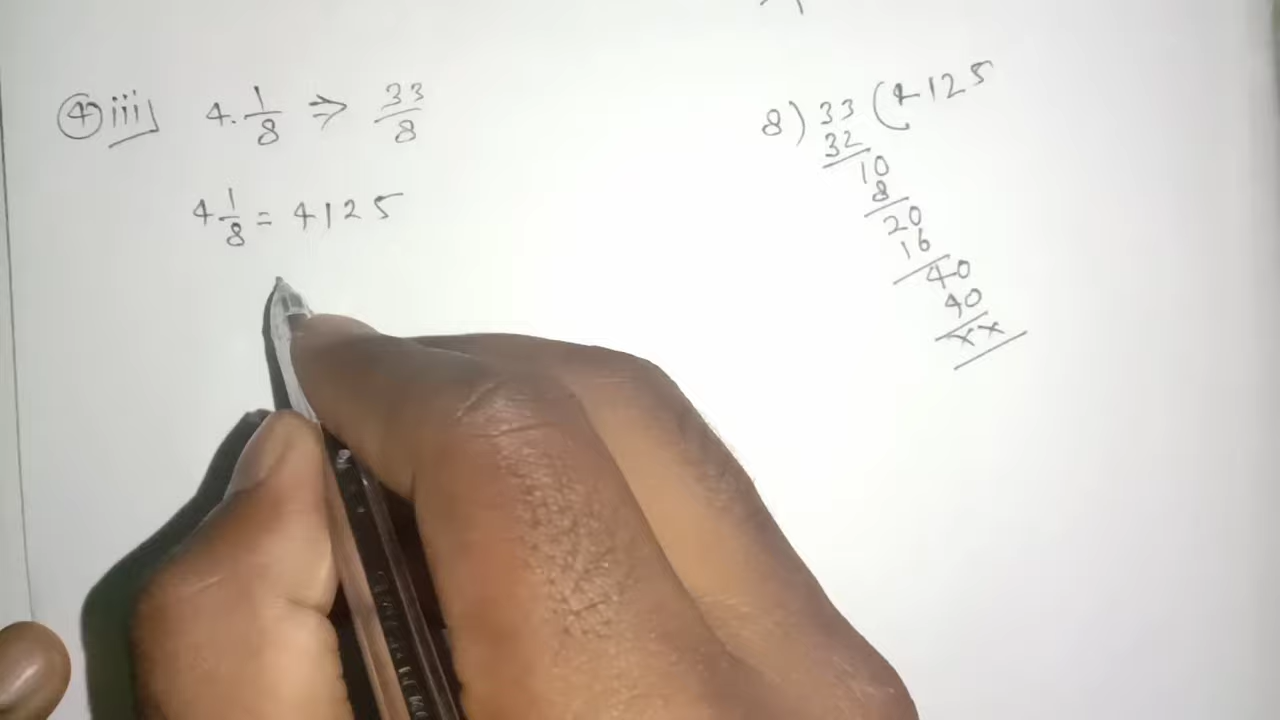 ④ iii) 4. 1/8 ⇒ 33/8
4 1/8 = 4125
8) 33 (4125
32
10
8
20
16
40
40
xx